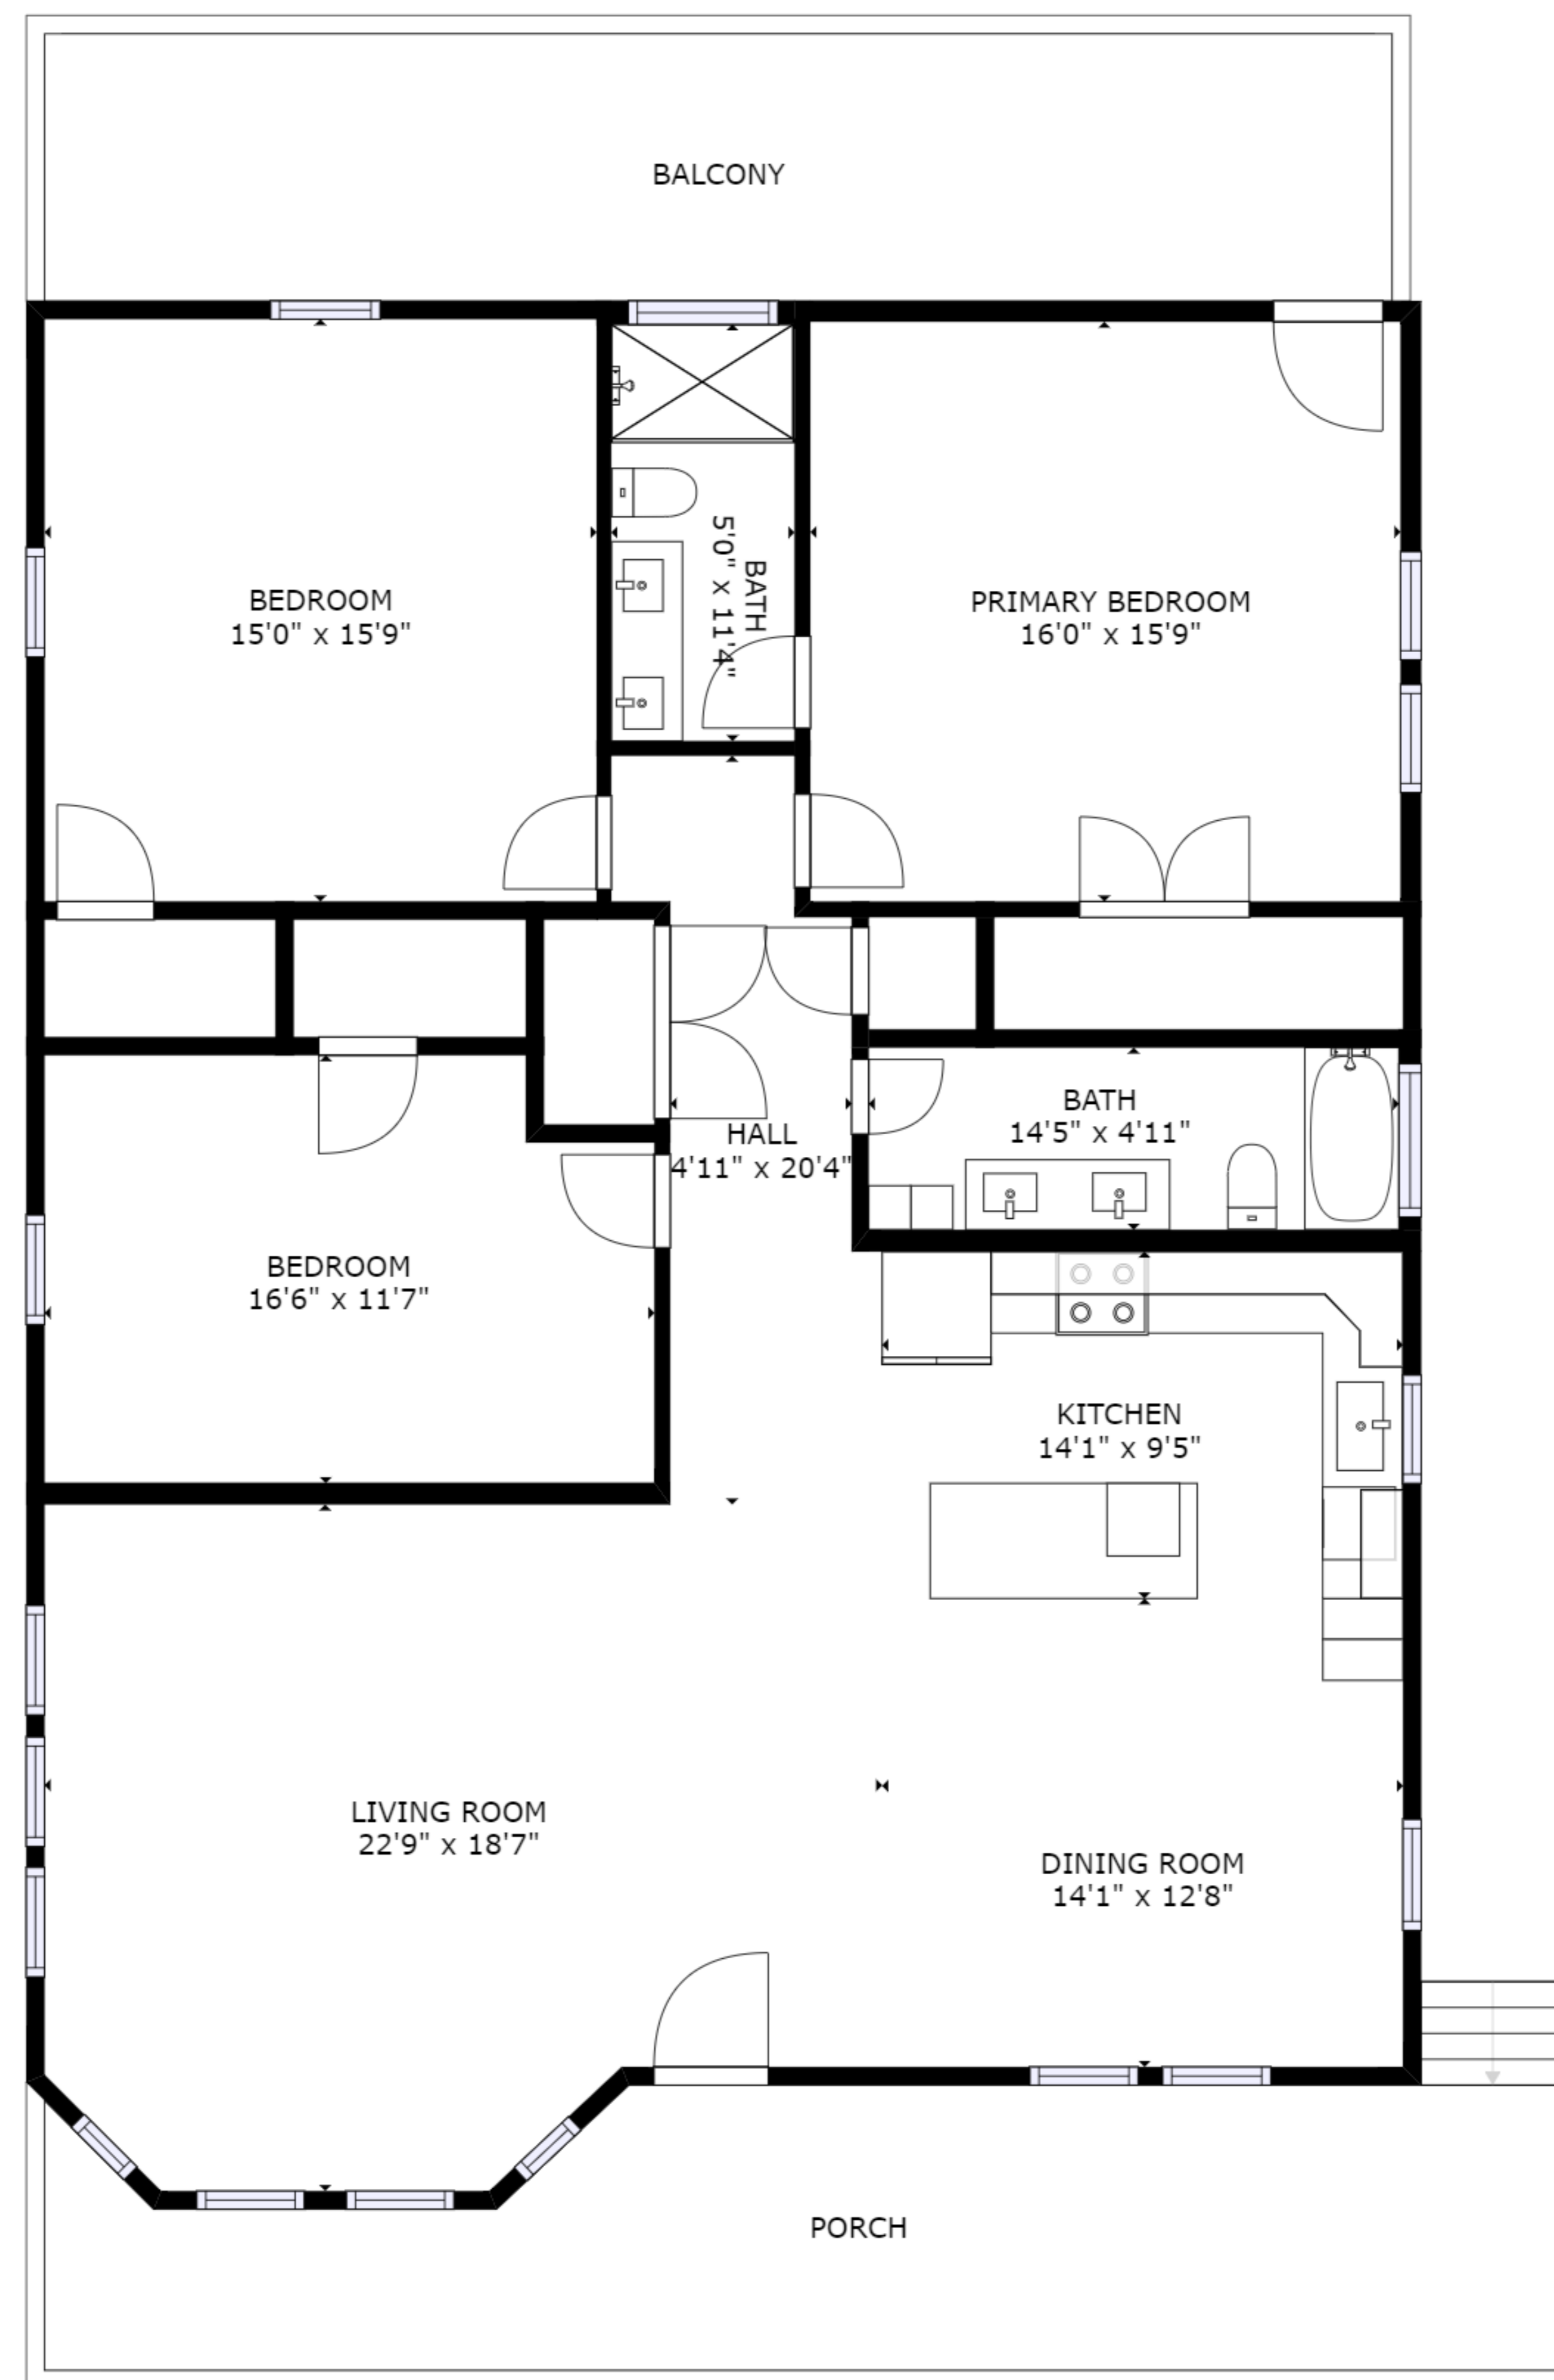 BALCONY
BEDROOM
15'0" x 15'9"
BATH
5'0" x 11'4"
PRIMARY BEDROOM
16'0" x 15'9"
BATH
14'5" x 4'11"
HALL
4'11" x 20'4"
BEDROOM
16'6" x 11'7"
KITCHEN
14'1" x 9'5"
LIVING ROOM
22'9" x 18'7"
DINING ROOM
14'1" x 12'8"
PORCH